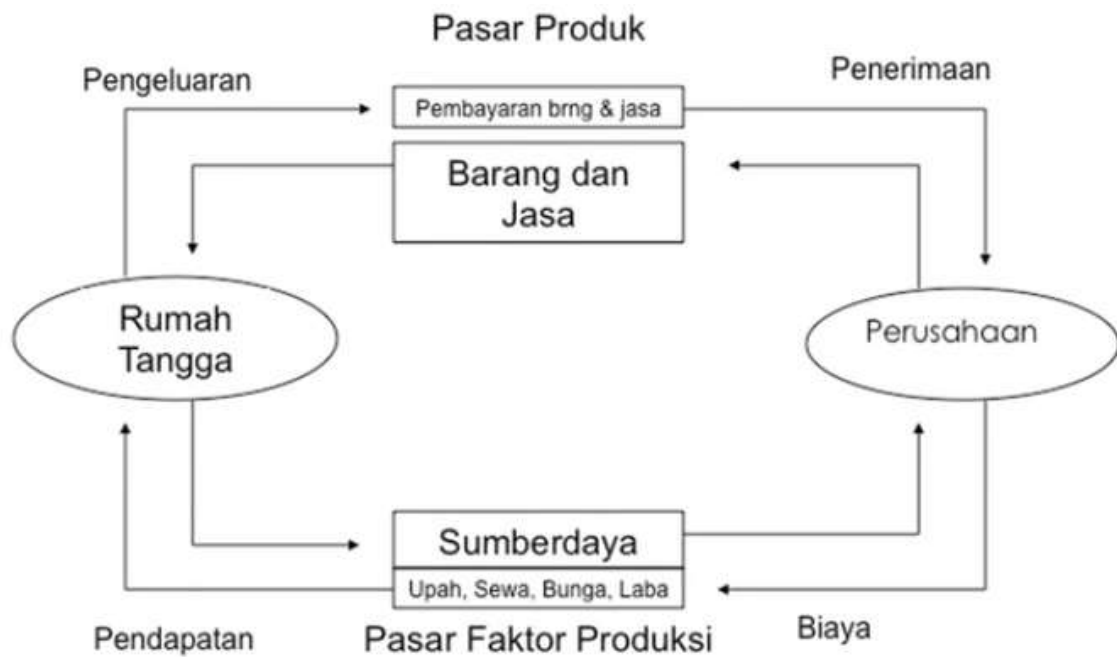 Pasar Produk
Pengeluaran
Penerimaan
Pembayaran brng & jasa
Barang dan
Jasa
Rumah
Tangga
Perusahaan
Sumberdaya
Upah, Sewa, Bunga, Laba
Pendapatan
Pasar Faktor Produksi
Biaya